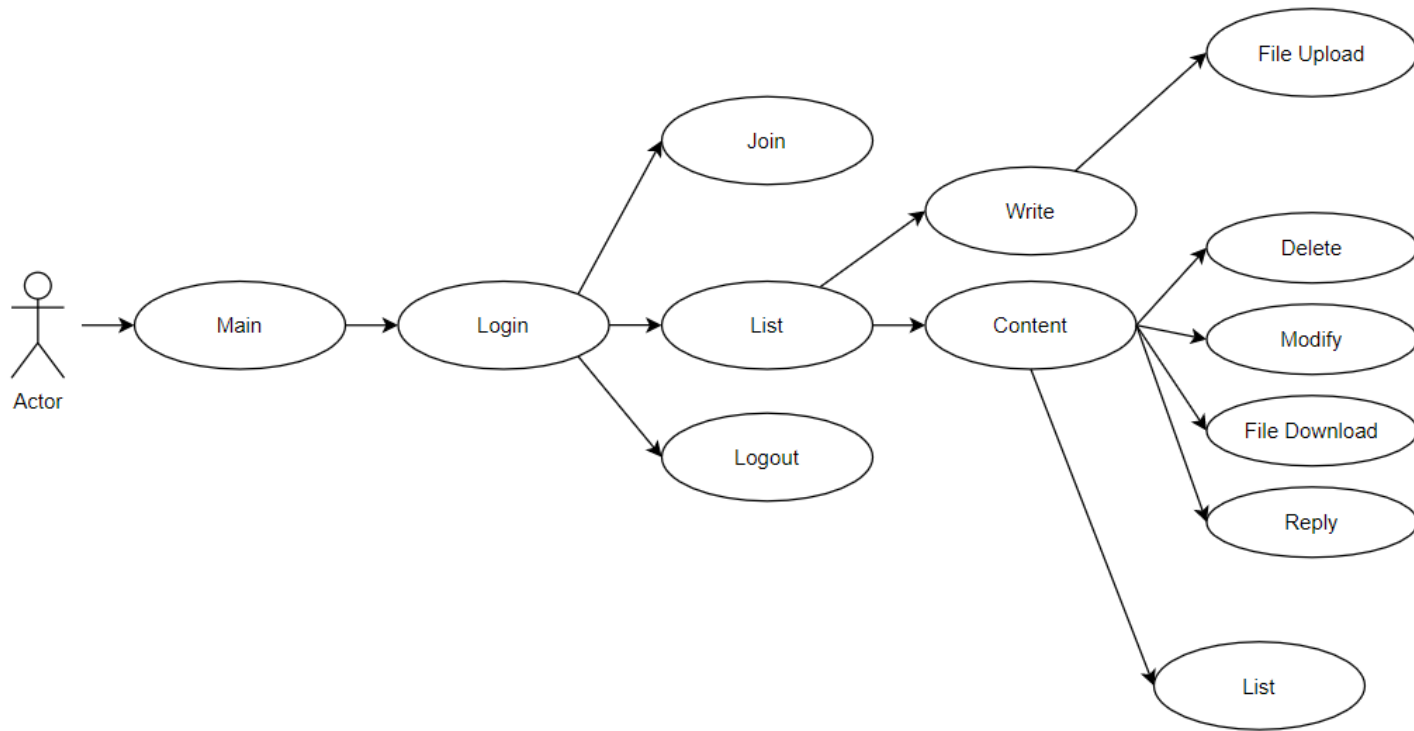 File Upload
Join
Write
Delete
Main
Login
List
Content
Modify
Actor
File Download
Logout
Reply
List